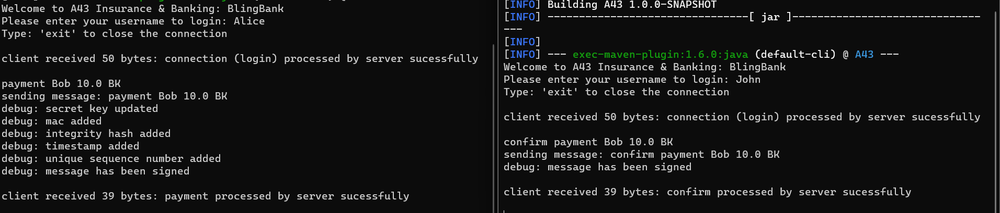 Welcome to A43 Insurance & Banking: BlingBank
Please enter your username to login: Alice
Type: 'exit' to close the connection
client received 50 bytes: connection (login) processed by server sucessfully
payment Bob 10.0 BK
sending message: payment Bob 10.0 BK
debug: secret key updated
debug: mac added
debug: integrity hash added
debug: timestamp added
debug: unique sequence number added
debug: message has been signed
client received 39 bytes: payment processed by server sucessfully
[INFO] Building A43 1.0.0-SNAPSHOT
[INFO] --------------------------------[ jar ]------------------------------
---
[INFO]
[INFO] --- exec-maven-plugin:1.6.0:java (default-cli) @ A43 ---
Welcome to A43 Insurance & Banking: BlingBank
Please enter your username to login: John
Type: 'exit' to close the connection
client received 50 bytes: connection (login) processed by server sucessfully
confirm payment Bob 10.0 BK
sending message: confirm payment Bob 10.0 BK
debug: message has been signed
client received 39 bytes: confirm processed by server sucessfully